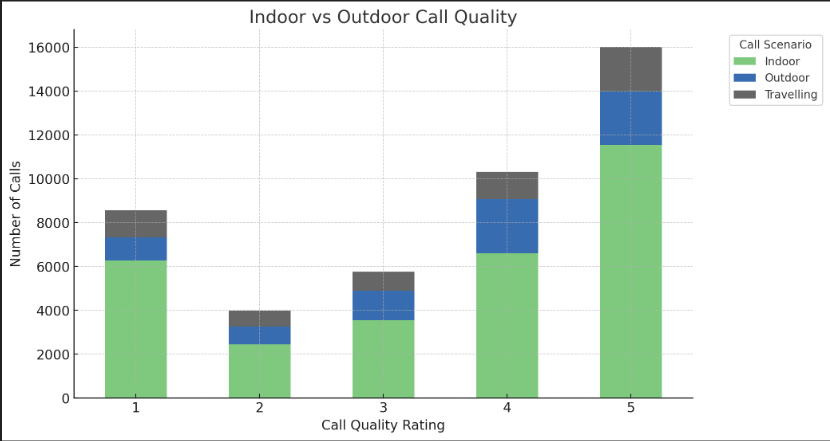 Indoor vs Outdoor Call Quality
Call Scenario
Indoor
Outdoor
Travelling
Number of Calls
16000
14000
12000
10000
8000
6000
4000
2000
0
1 2 3 4 5
Call Quality Rating